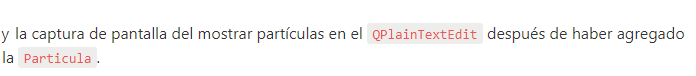 y la captura de pantalla del mostrar partículas en el QPlainTextEdit después de haber agregado
la Particula.